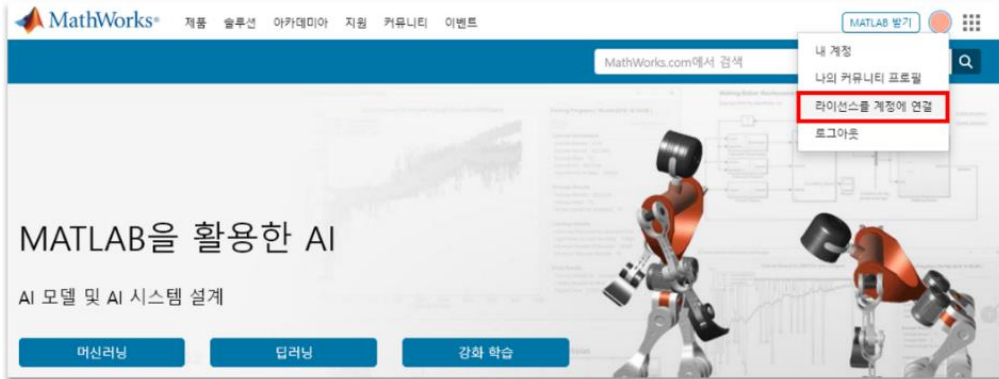 MathWorks®
제품 솔루션 아카데미아 지원 커뮤니티 이벤트
MATLAB 받기
MathWorks.com에서 검색
내 계정
나의 커뮤니티 프로필
라이선스를 계정에 연결
로그아웃
MATLAB을 활용한 AI
AI 모델 및 AI 시스템 설계
머신러닝
딥러닝
강화 학습